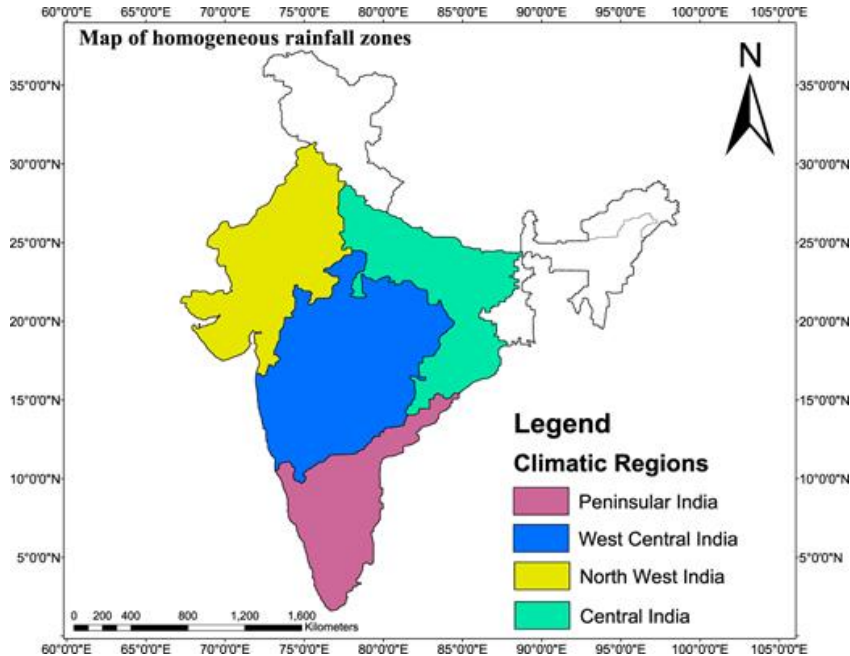 60°0'0"E 65°0'0"E 70°0'0"E 75°0'0"E 80°0'0"E 85°0'0"E 90°0'0"E 95°0'0"E 100°0'0"E 105°0'0"E
Map of homogeneous rainfall zones
N
35°0'0"N 35°0'0"N
30°0'0"N 30°0'0"N
25°0'0"N 25°0'0"N
20°0'0"N 20°0'0"N
15°0'0"N 15°0'0"N
Legend
Climatic Regions
10°0'0"N 10°0'0"N
Peninsular India
West Central India
5°0'0"N 5°0'0"N
North West India
Central India
0 200 400 800 1,200 1,600
Kilometers
60°0'0"E 65°0'0"E 70°0'0"E 75°0'0"E 80°0'0"E 85°0'0"E 90°0'0"E 95°0'0"E 100°0'0"E 105°0'0"E